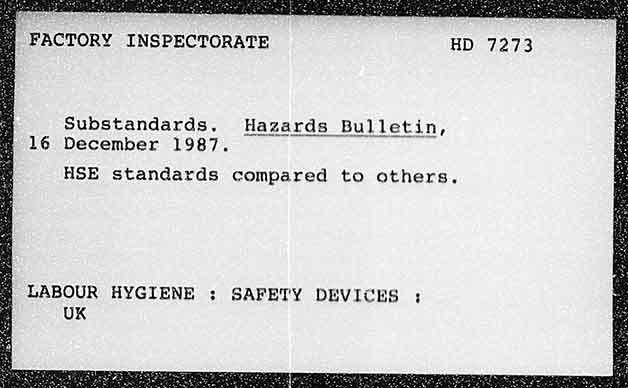 FACTORY INSPECTORATE HD 7273
Substandards. Hazards Bulletin,
16 December 1987.
HSE standards compared to others.
LABOUR HYGIENE : SAFETY DEVICES :
UK